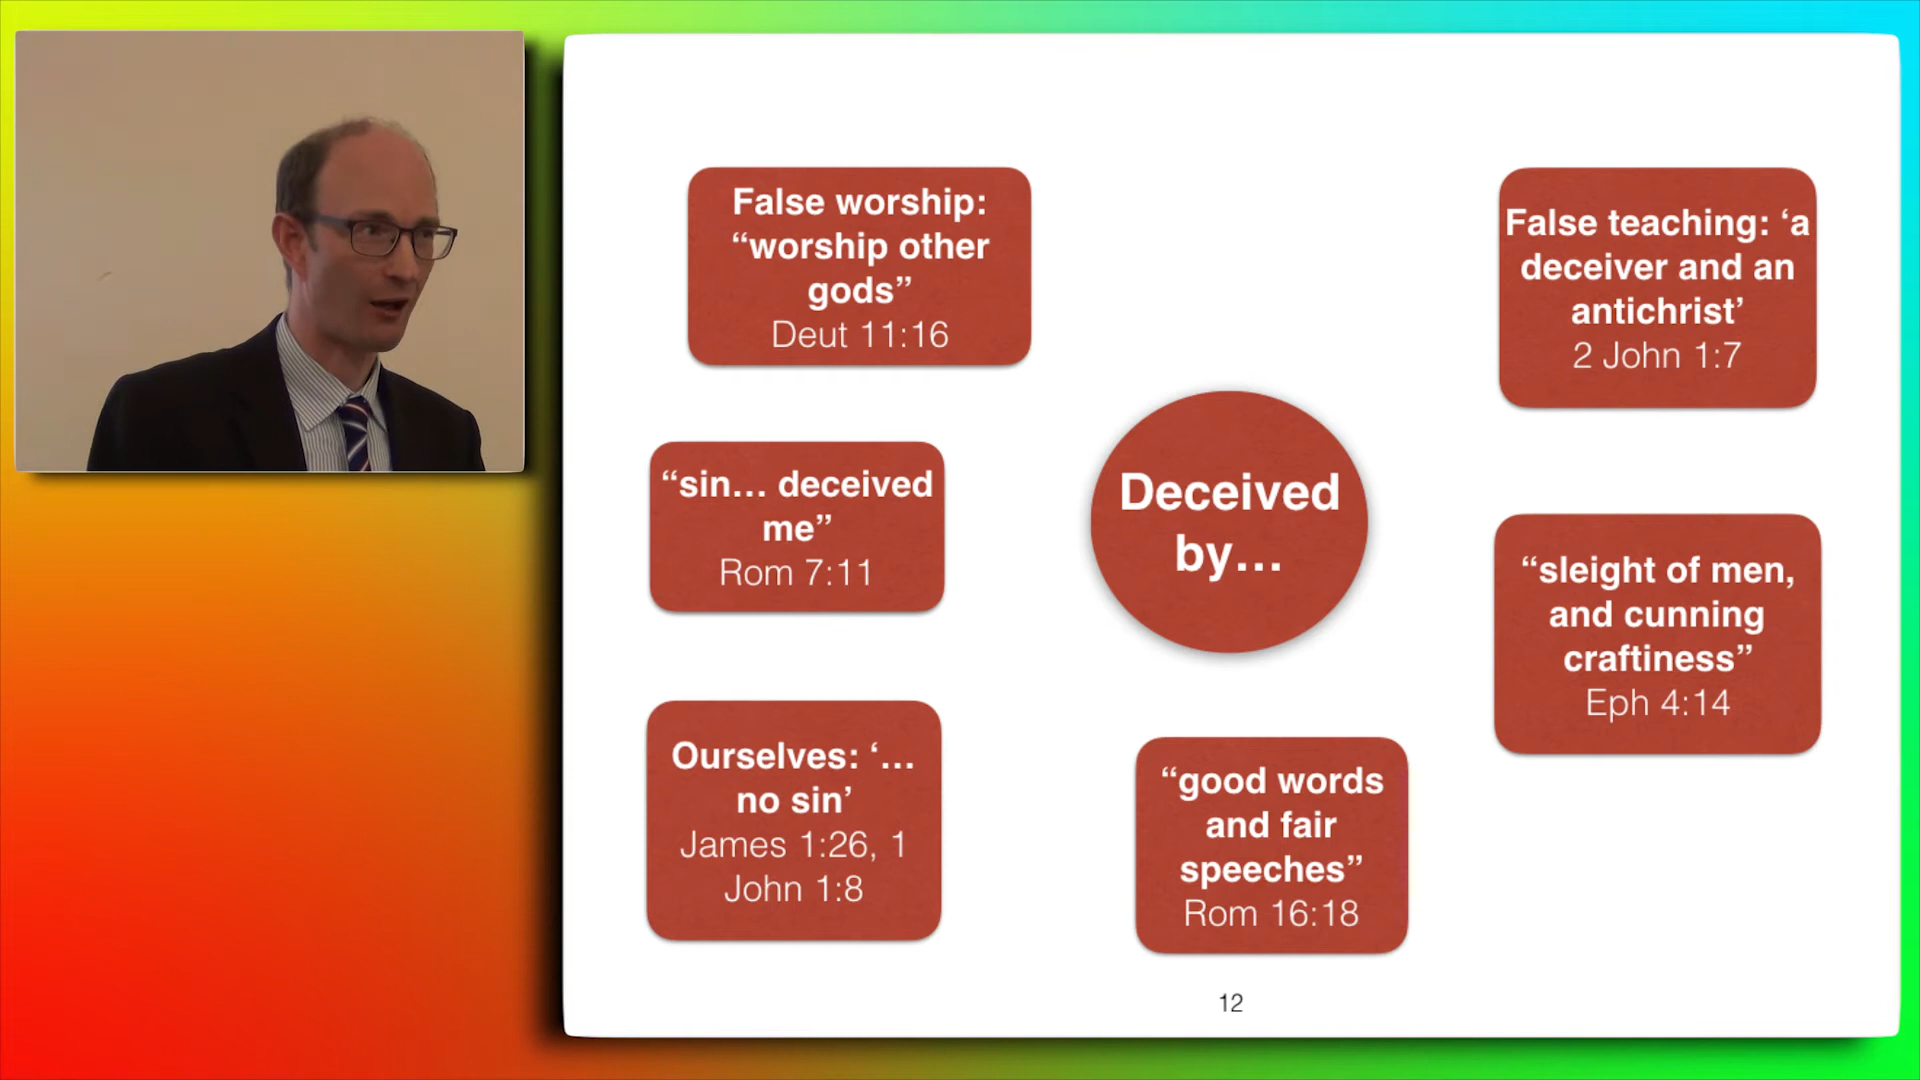 False worship:
“worship other
gods”
Deut 11:16
False teaching: ‘a
deceiver and an
antichrist’
2 John 1:7
“sin... deceived
me”
Rom 7:11
Deceived
by...
“sleight of men,
and cunning
craftiness”
Eph 4:14
Ourselves: ‘...
no sin’
James 1:26, 1
John 1:8
“good words
and fair
speeches”
Rom 16:18
12